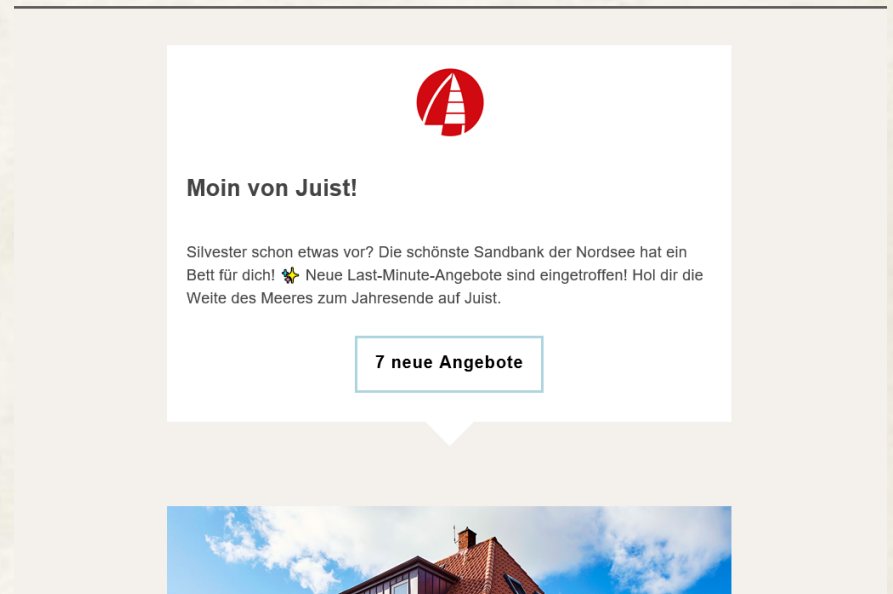 Moin von Juist!
Silvester schon etwas vor? Die schönste Sandbank der Nordsee hat ein
Bett für dich! ✨ Neue Last-Minute-Angebote sind eingetroffen! Hol dir die
Weite des Meeres zum Jahresende auf Juist.
7 neue Angebote